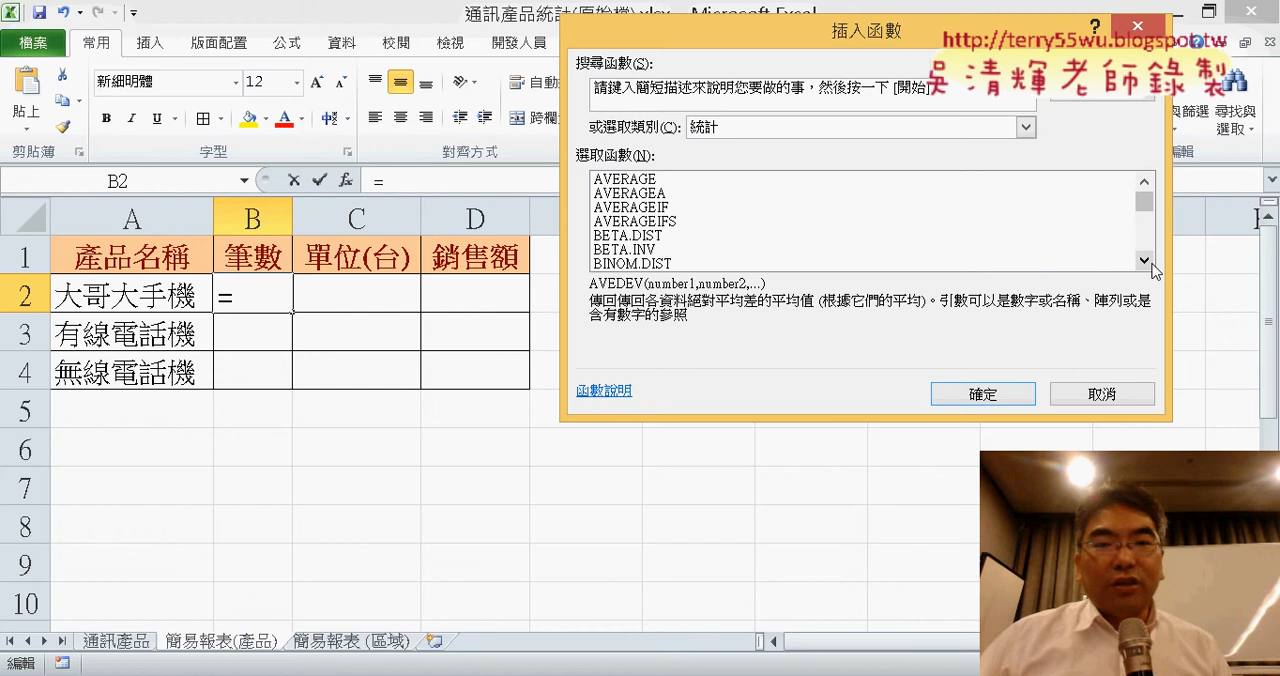 通訊產品統計(原始檔).xlsx - Microsoft Excel
檔案 常用 插入 版面配置 公式 資料 校閱 檢視 開發人員
新細明體 12
貼上
自動
跨欄
尋找與
選取
剪貼簿 字型 對齊方式
B2 =
A B C D
1 產品名稱 筆數 單位(台) 銷售額
2 大哥大手機 =
3 有線電話機
4 無線電話機
5
6
7
8
9
10
通訊產品 簡易報表(產品) 簡易報表 (區域)
編輯
插入函數
http://terry55wu.blogspot.tw
吳清輝老師錄製
搜尋函數(S):
請鍵入簡短描述來說明您要做的事，然後按一下 [開始]
或選取類別(C): 統計
選取函數(N):
AVERAGE
AVERAGEA
AVERAGEIF
AVERAGEIFS
BETA.DIST
BETA.INV
BINOM.DIST
AVEDEV(number1,number2,...)
傳回傳回各資料絕對平均差的平均值 (根據它們的平均)。引數可以是數字或名稱、陣列或是
含有數字的參照
函數說明
確定 取消